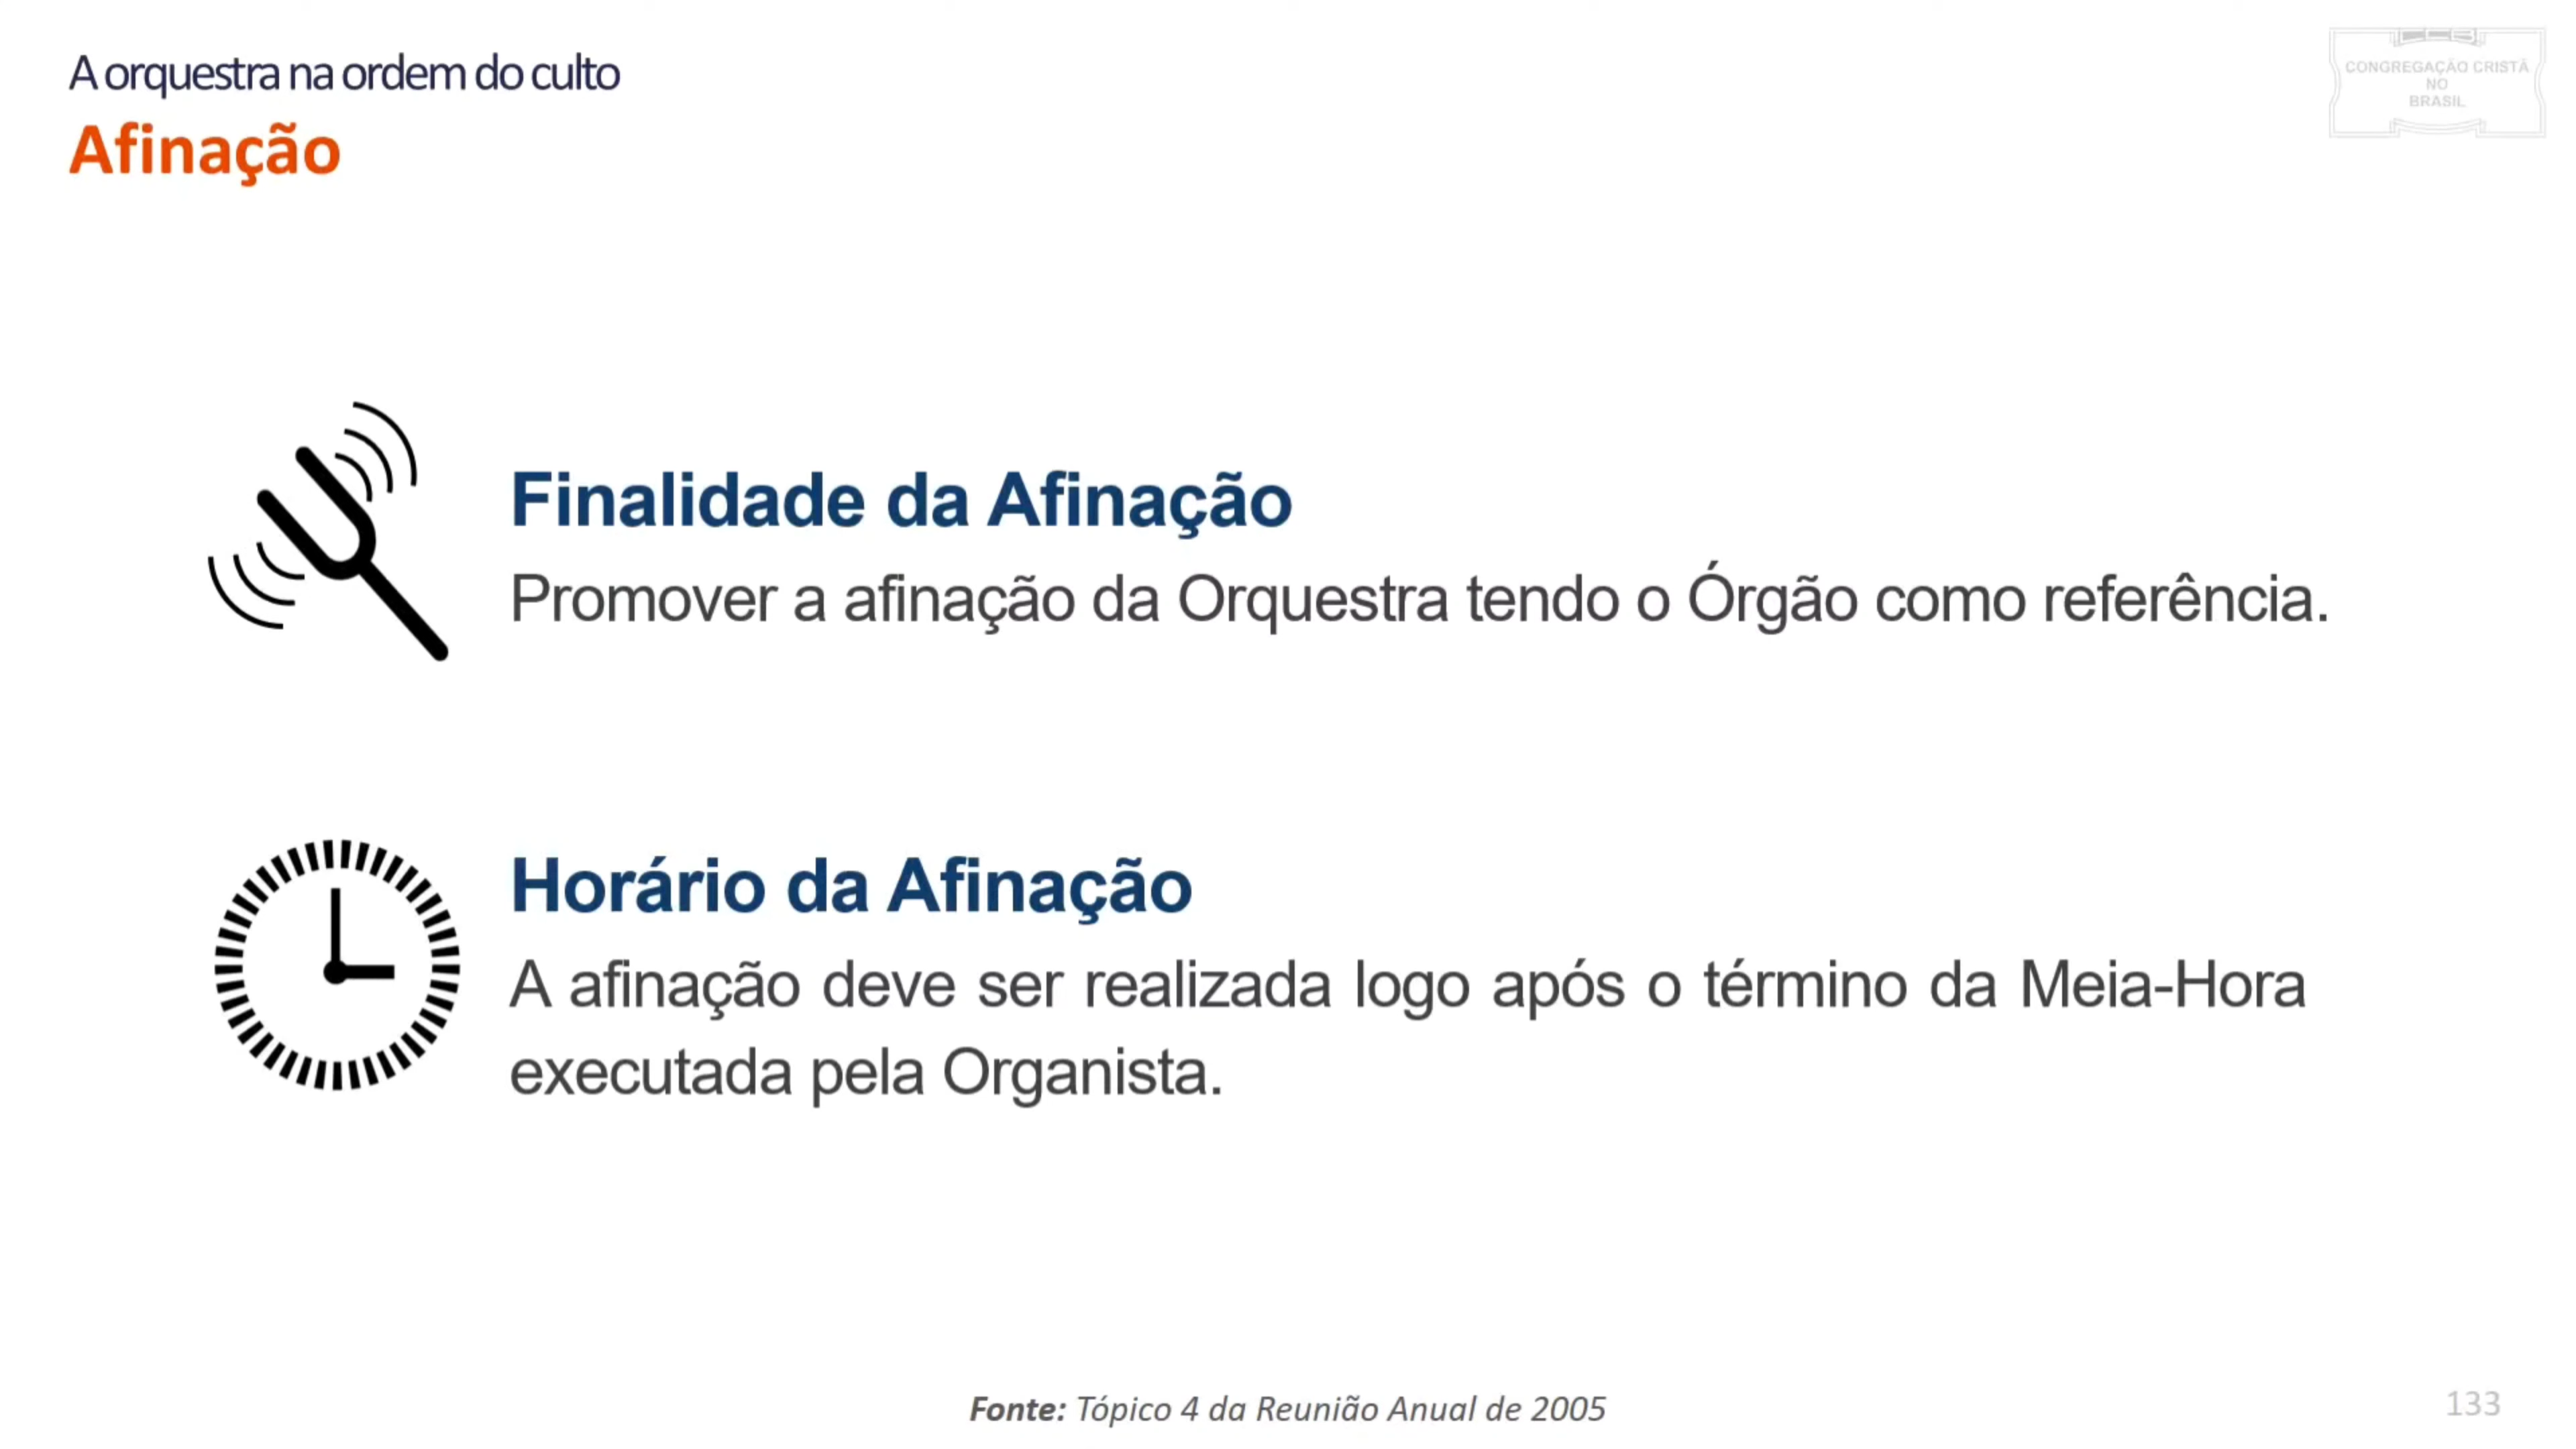 A orquestra na ordem do culto
Afinação
CONGREGAÇÃO CRISTÃ
NO
BRASIL
Finalidade da Afinação
Promover a afinação da Orquestra tendo o Órgão como referência.
Horário da Afinação
A afinação deve ser realizada logo após o término da Meia-Hora
executada pela Organista.
Fonte: Tópico 4 da Reunião Anual de 2005
133